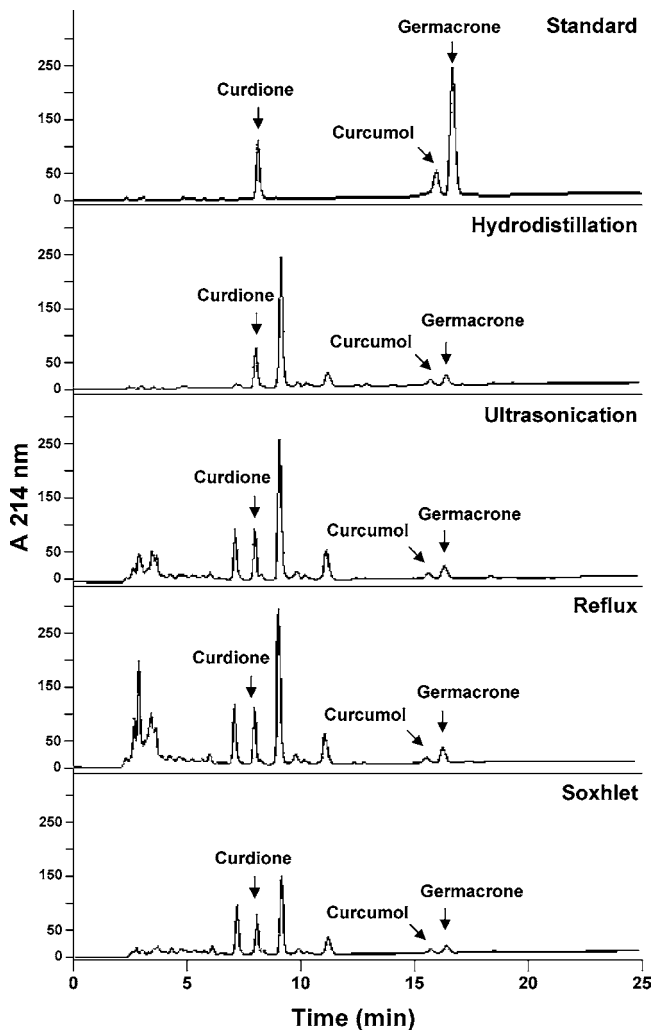 Standard
Germacrone
Curdione
Curcumol
250
150
50
0
Hydrodistillation
Curdione
Curcumol
Germacrone
250
150
50
0
Ultrasonication
Curdione
Curcumol
Germacrone
250
150
50
0
Reflux
Curdione
Curcumol
Germacrone
250
150
50
0
Soxhlet
Curdione
Curcumol
Germacrone
250
150
50
0
A 214 nm
0 5 10 15 20 25
Time (min)